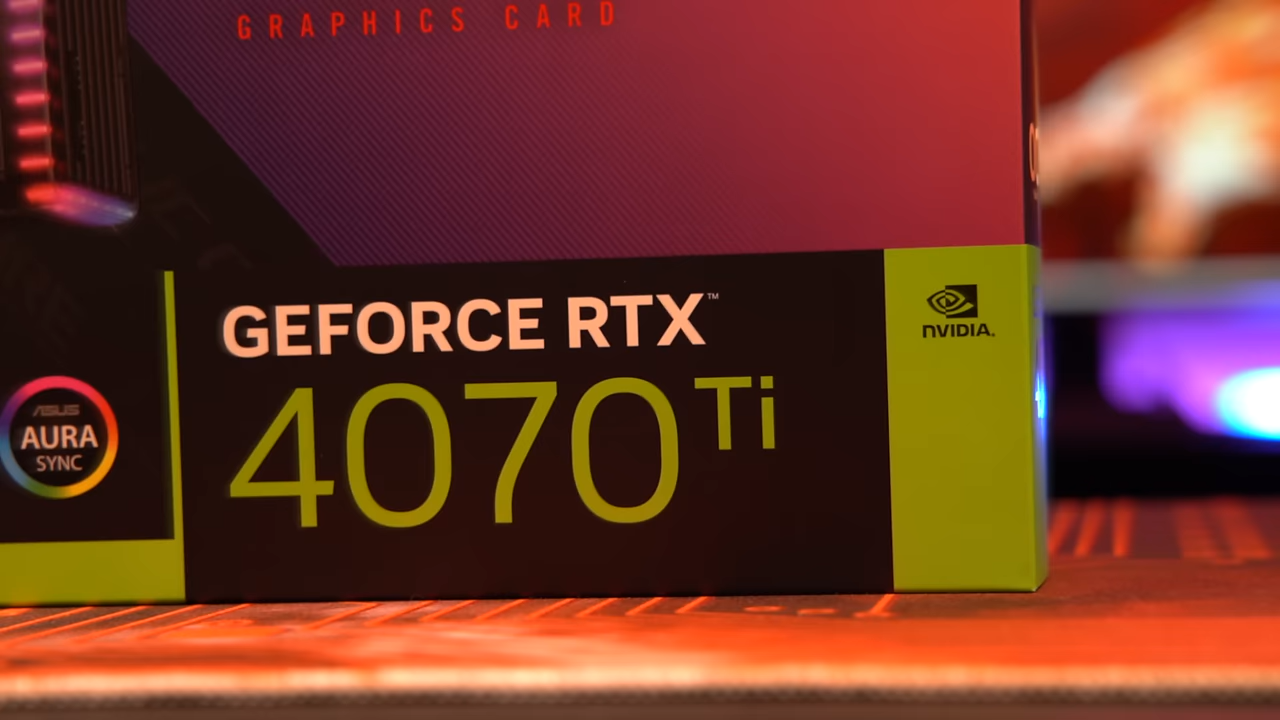 GRAPHICS CARD
GEFORCE RTX™
4070 Ti
NVIDIA®
ASUS
AURA
SYNC